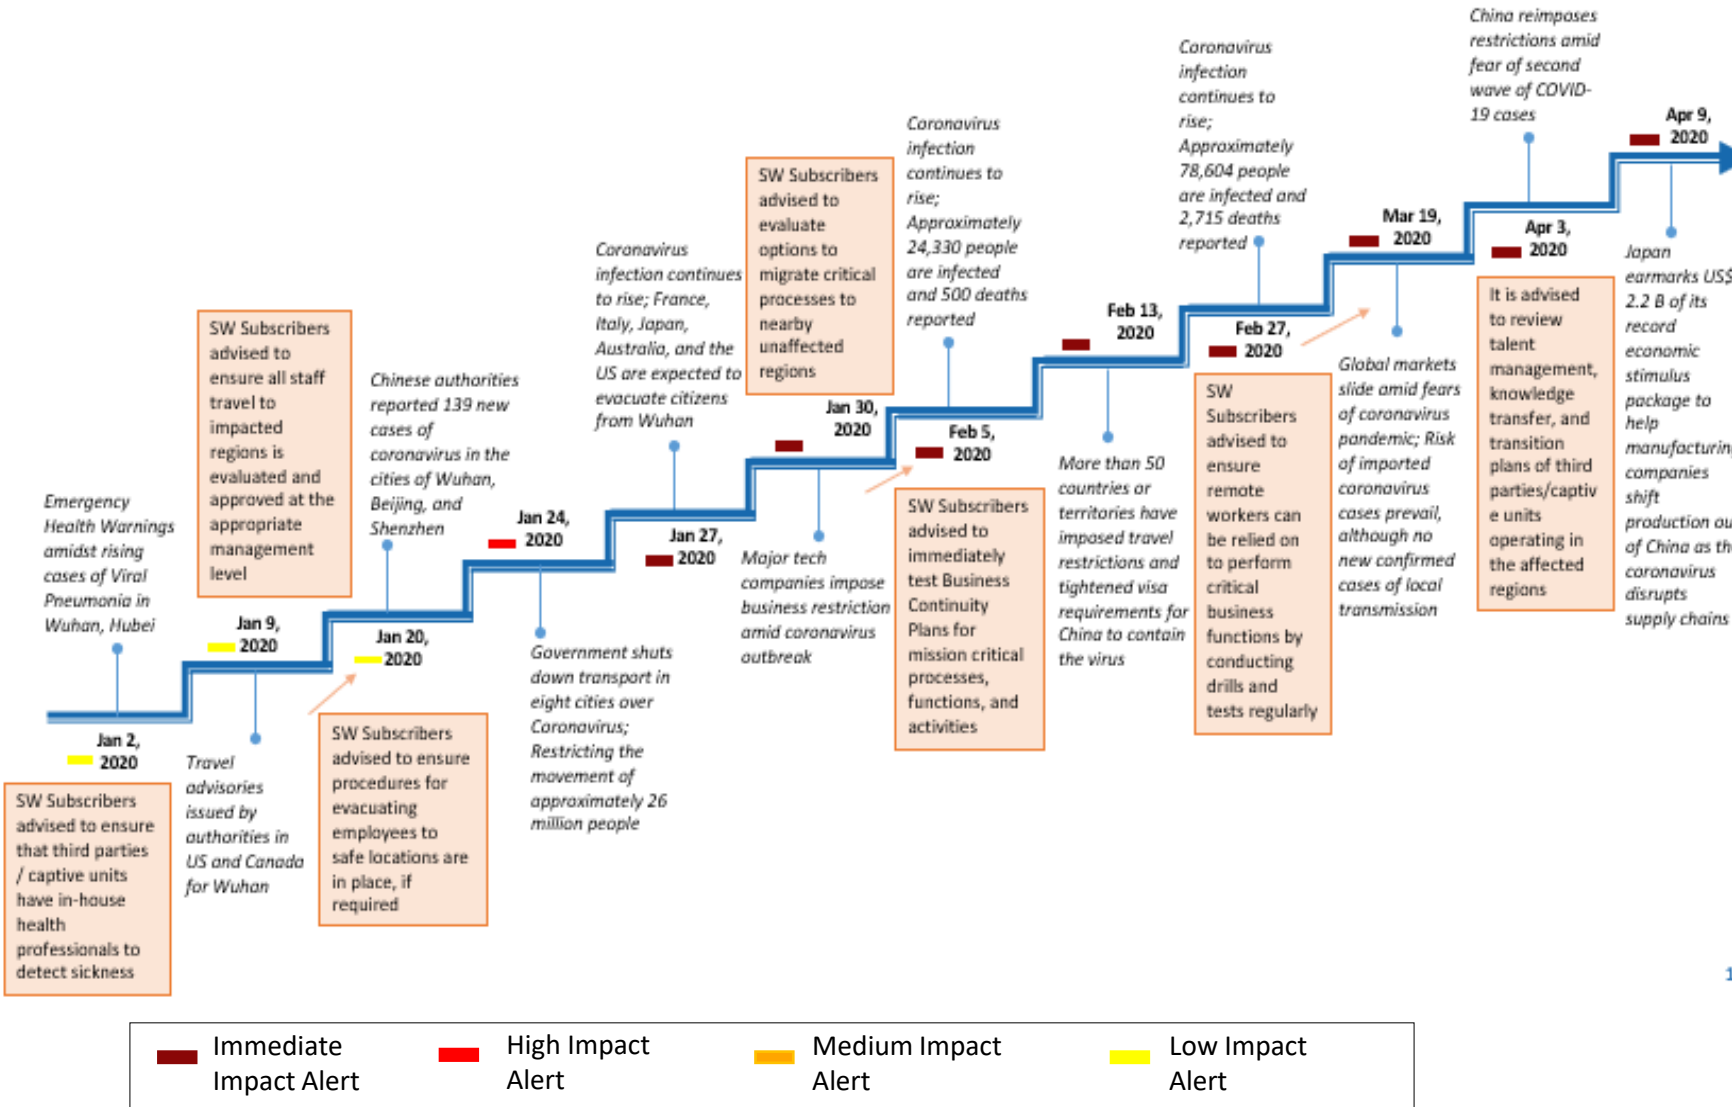 Emergency
Health Warnings
amidst rising
cases of Viral
Pneumonia in
Wuhan, Hubei
Jan 2,
2020
SW Subscribers
advised to ensure
that third parties
/ captive units
have in-house
health
professionals to
detect sickness
SW Subscribers
advised to
ensure all staff
travel to
impacted
regions is
evaluated and
approved at the
appropriate
management
level
Jan 9,
2020
Travel
advisories
issued by
authorities in
US and Canada
for Wuhan
Chinese authorities
reported 139 new
cases of
coronavirus in the
cities of Wuhan,
Beijing, and
Shenzhen
Jan 20,
2020
SW Subscribers
advised to ensure
procedures for
evacuating
employees to
safe locations are
in place, if
required
Jan 24,
2020
Government shuts
down transport in
eight cities over
Coronavirus;
Restricting the
movement of
approximately 26
million people
Coronavirus
infection continues
to rise; France,
Italy, Japan,
Australia, and the
US are expected to
evacuate citizens
from Wuhan
Jan 27,
2020
SW Subscribers
advised to
evaluate
options to
migrate critical
processes to
nearby
unaffected
regions
Jan 30,
2020
Major tech
companies impose
business restriction
amid coronavirus
outbreak
Coronavirus
infection
continues to
rise;
Approximately
24,330 people
are infected
and 500 deaths
reported
Feb 5,
2020
SW Subscribers
advised to
immediately
test Business
Continuity
Plans for
mission critical
processes,
functions, and
activities
Feb 13,
2020
More than 50
countries or
territories have
imposed travel
restrictions and
tightened visa
requirements for
China to contain
the virus
Coronavirus
infection
continues to
rise;
Approximately
78,604 people
are infected and
2,715 deaths
reported
Feb 27,
2020
SW
Subscribers
advised to
ensure
remote
workers can
be relied on
to perform
critical
business
functions by
conducting
drills and
tests regularly
Mar 19,
2020
Global markets
slide amid fears
of coronavirus
pandemic; Risk
of imported
coronavirus
cases prevail,
although no
new confirmed
cases of local
transmission
China reimposes
restrictions amid
fear of second
wave of COVID-
19 cases
Apr 3,
2020
It is advised
to review
talent
management,
knowledge
transfer, and
transition
plans of third
parties/captiv
e units
operating in
the affected
regions
Apr 9,
2020
Japan
earmarks US$
2.2 B of its
record
economic
stimulus
package to
help
manufacturing
companies
shift
production ou
of China as th
coronavirus
disrupts
supply chains
1
Immediate
Impact Alert
High Impact
Alert
Medium Impact
Alert
Low Impact
Alert